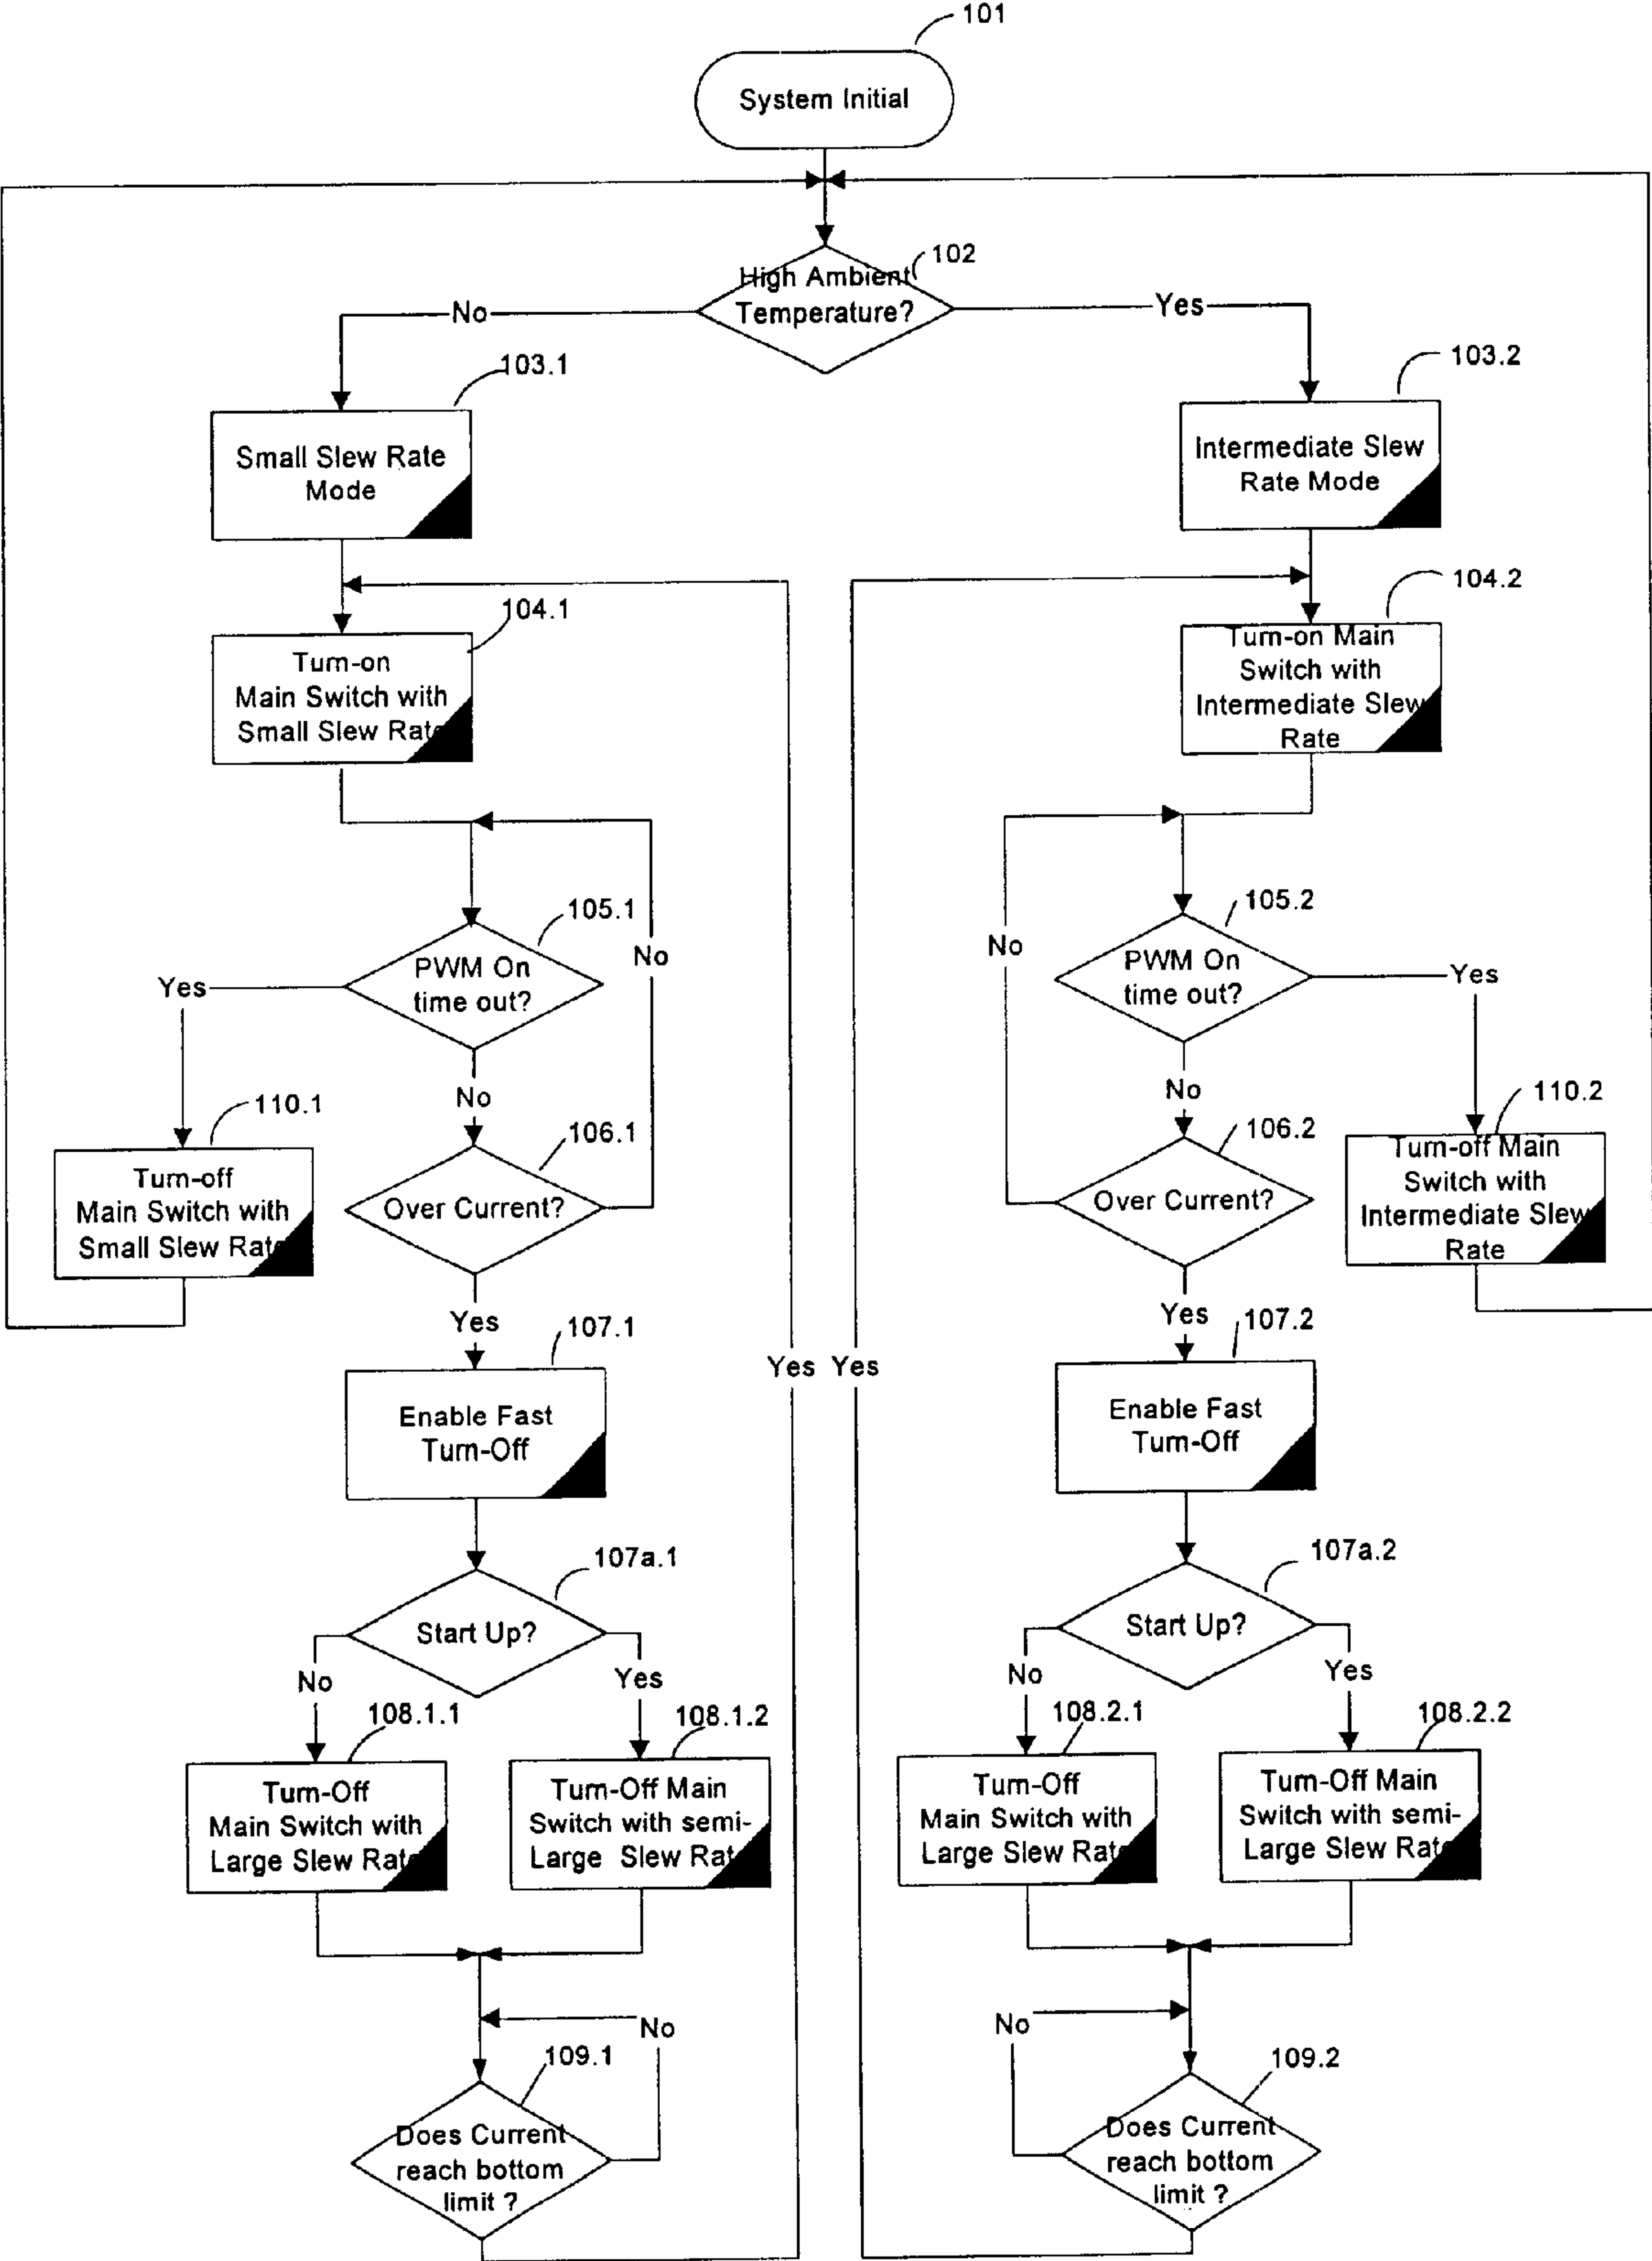 101
System Initial
102
High Ambient
Temperature?
No
Yes
103.1
103.2
Small Slew Rate
Mode
Intermediate Slew
Rate Mode
104.1
104.2
Turn-on
Main Switch with
Small Slew Rate
Turn-on Main
Switch with
Intermediate Slew
Rate
105.1
105.2
No
No
PWM On
time out?
PWM On
time out?
Yes
Yes
No
No
110.1
110.2
106.1
106.2
Turn-off
Main Switch with
Small Slew Rate
Over Current?
Over Current?
Turn-off Main
Switch with
Intermediate Slew
Rate
Yes
Yes
107.1
107.2
Yes
Yes
Enable Fast
Turn-Off
Enable Fast
Turn-Off
107a.1
107a.2
Start Up?
Start Up?
No
Yes
No
Yes
108.1.1
108.1.2
108.2.1
108.2.2
Turn-Off
Main Switch with
Large Slew Rate
Turn-Off Main
Switch with semi-
Large Slew Rate
Turn-Off
Main Switch with
Large Slew Rate
Turn-Off Main
Switch with semi-
Large Slew Rate
No
No
109.1
109.2
Does Current
reach bottom
limit ?
Does Current
reach bottom
limit ?